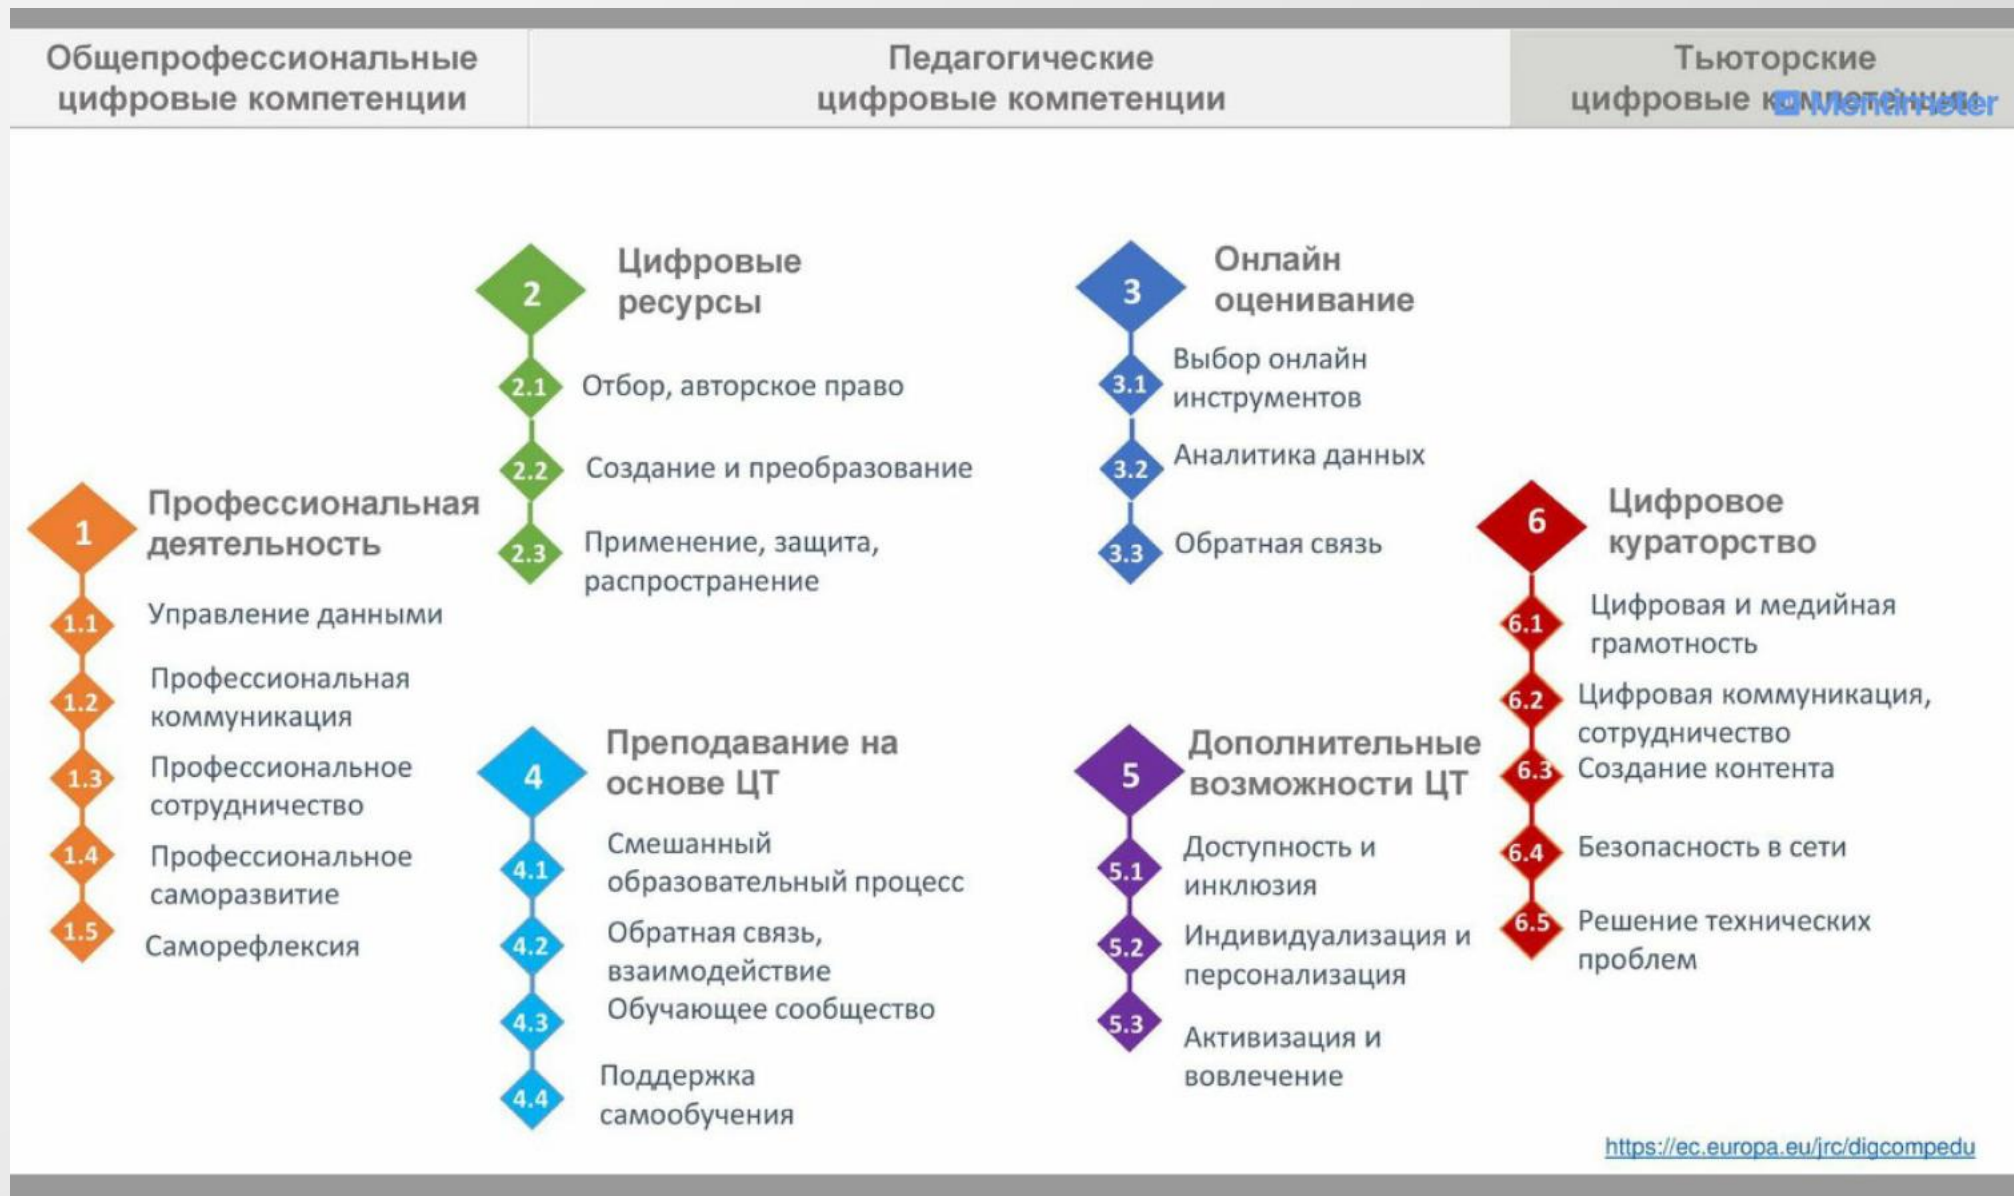 Общепрофессиональные
цифровые компетенции
Педагогические
цифровые компетенции
Тьюторские
цифровые компетенции
Mentimeter
1
Профессиональная
деятельность
1.1
Управление данными
1.2
Профессиональная
коммуникация
1.3
Профессиональное
сотрудничество
1.4
Профессиональное
саморазвитие
1.5
Саморефлексия
2
Цифровые
ресурсы
2.1
Отбор, авторское право
2.2
Создание и преобразование
2.3
Применение, защита,
распространение
3
Онлайн
оценивание
3.1
Выбор онлайн
инструментов
3.2
Аналитика данных
3.3
Обратная связь
4
Преподавание на
основе ЦТ
4.1
Смешанный
образовательный процесс
4.2
Обратная связь,
взаимодействие
4.3
Обучающее сообщество
4.4
Поддержка
самообучения
5
Дополнительные
возможности ЦТ
5.1
Доступность и
инклюзия
5.2
Индивидуализация и
персонализация
5.3
Активизация и
вовлечение
6
Цифровое
кураторство
6.1
Цифровая и медийная
грамотность
6.2
Цифровая коммуникация,
сотрудничество
6.3
Создание контента
6.4
Безопасность в сети
6.5
Решение технических
проблем
https://ec.europa.eu/jrc/digcompedu